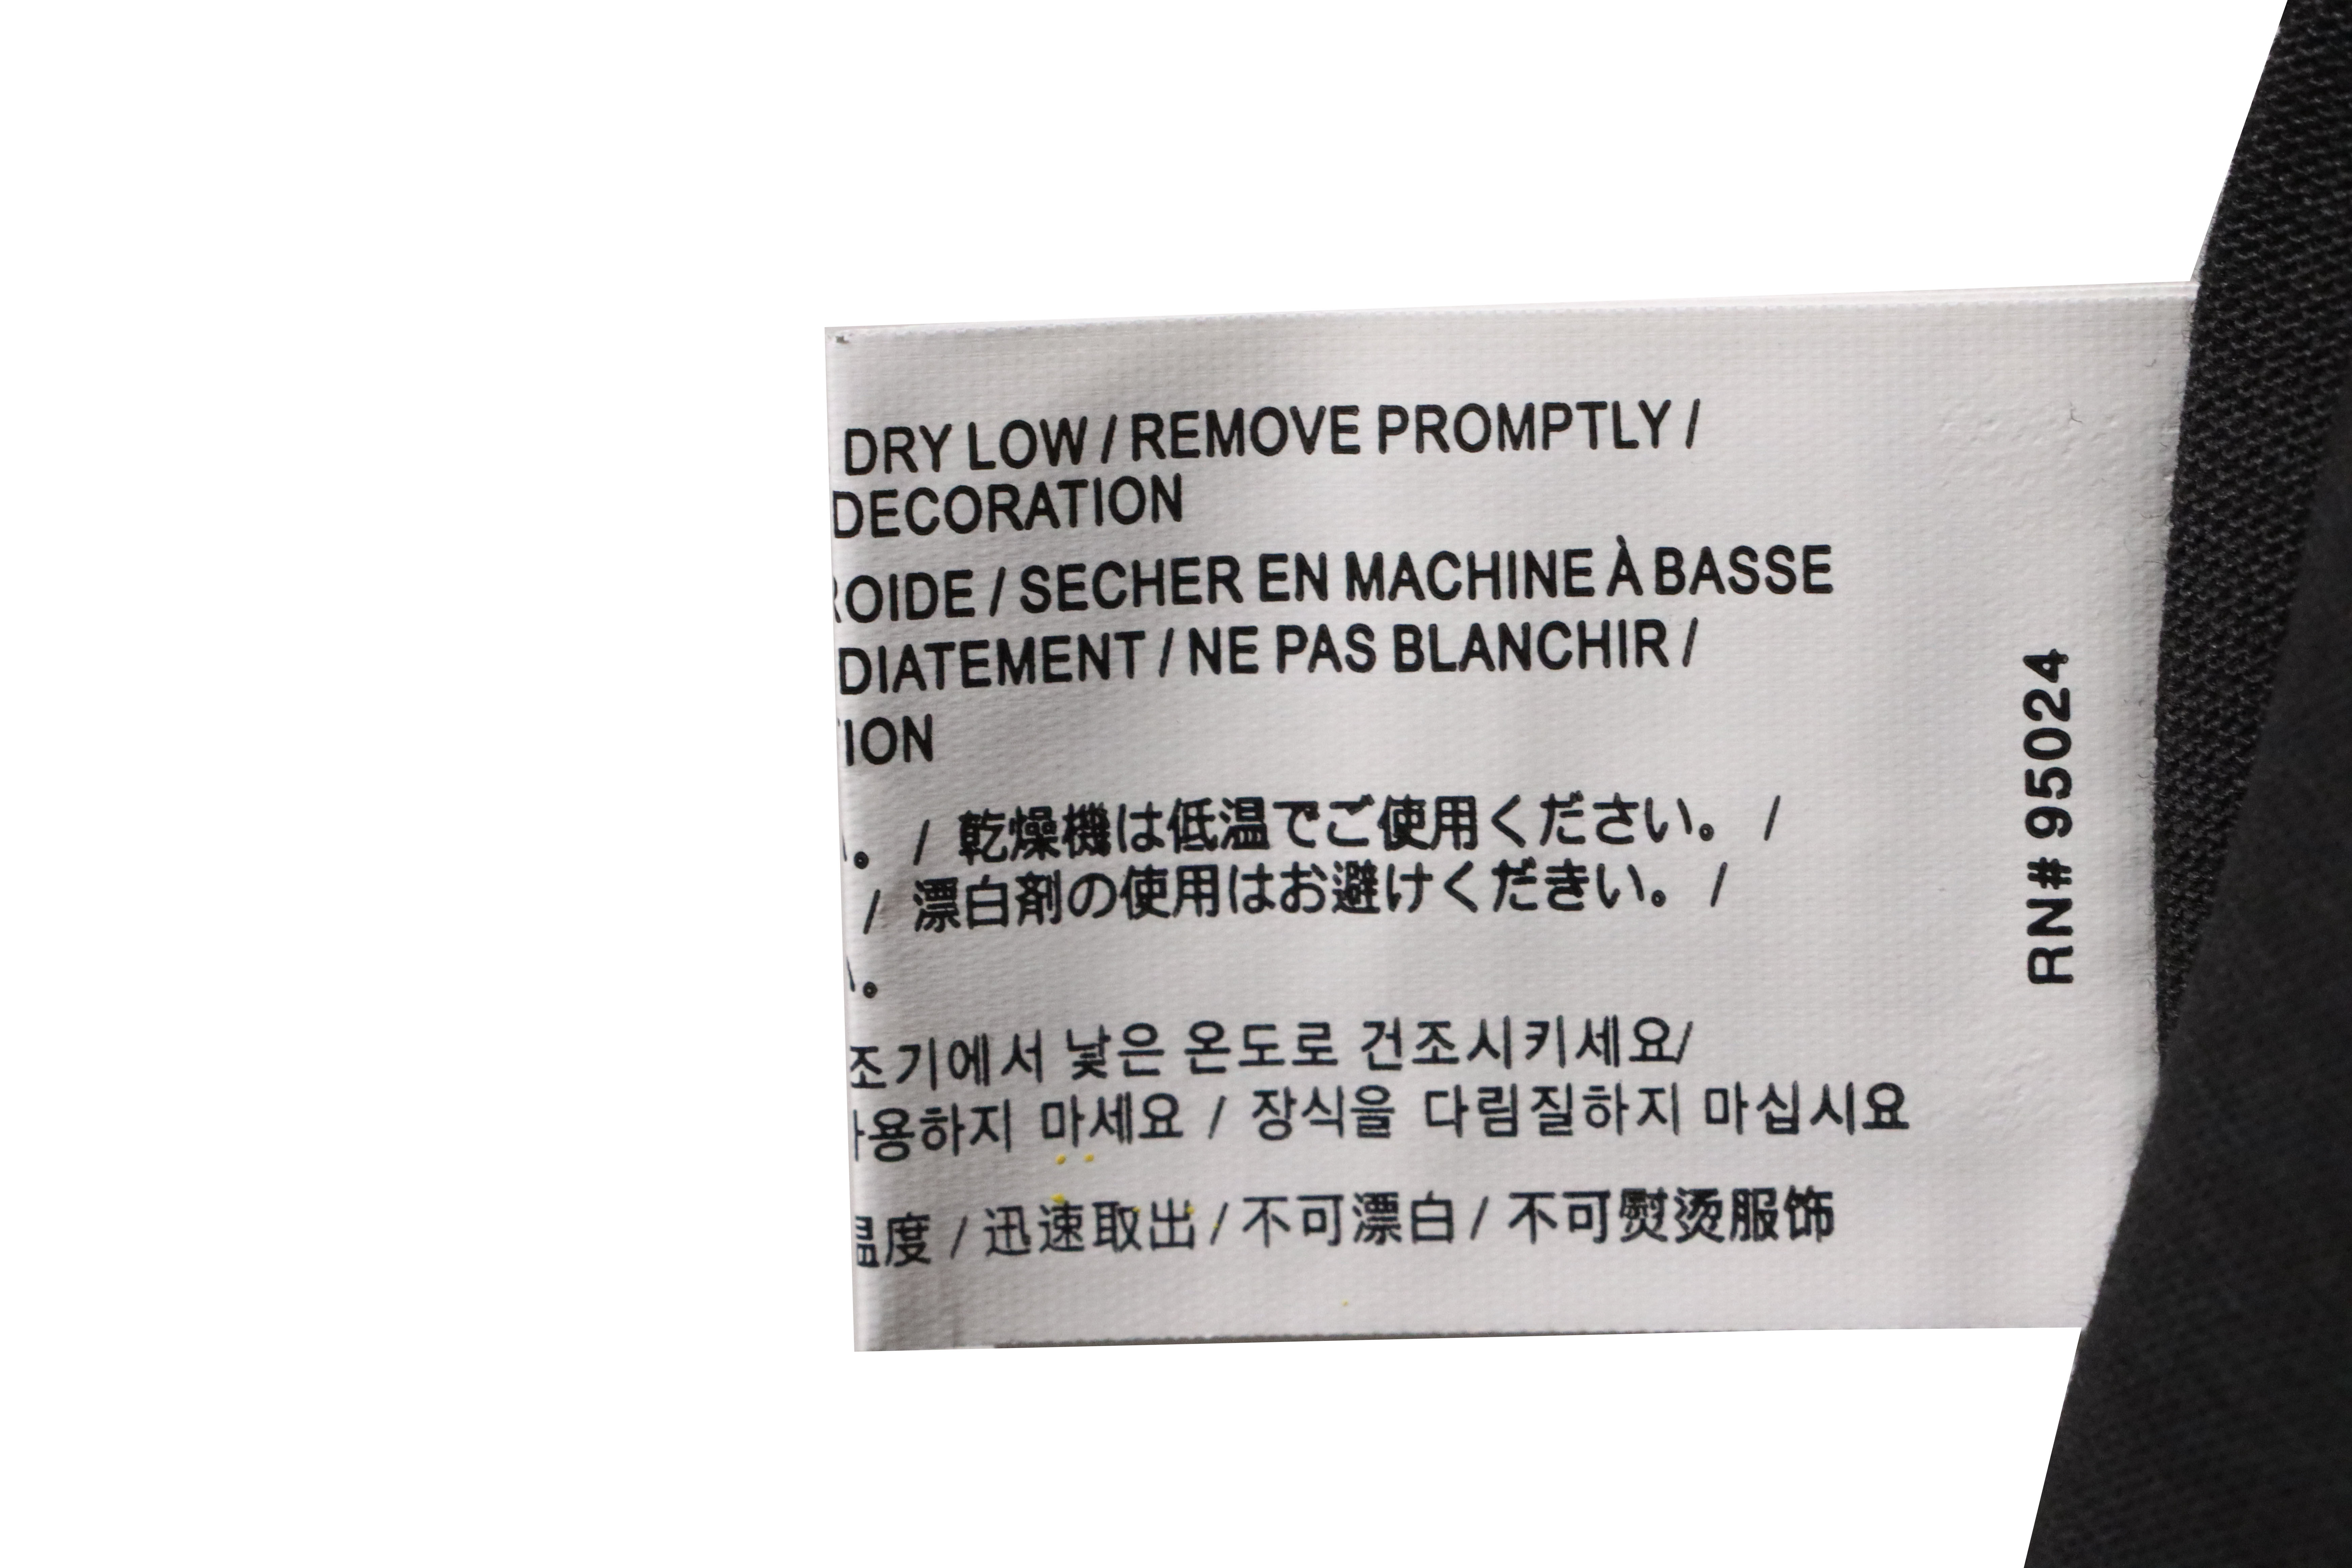 DRY LOW / REMOVE PROMPTLY /
DECORATION
ROIDE / SECHER EN MACHINE À BASSE
DIATEMENT / NE PAS BLANCHIR /
ION
。 / 乾燥機は低温でご使用ください。 /
/ 漂白剤の使用はお避けください。 /
。
조기에서 낮은 온도로 건조시키세요/
용하지 마세요 / 장식을 다림질하지 마십시요
温度 / 迅速取出 / 不可漂白 / 不可熨烫服饰
RN# 95024